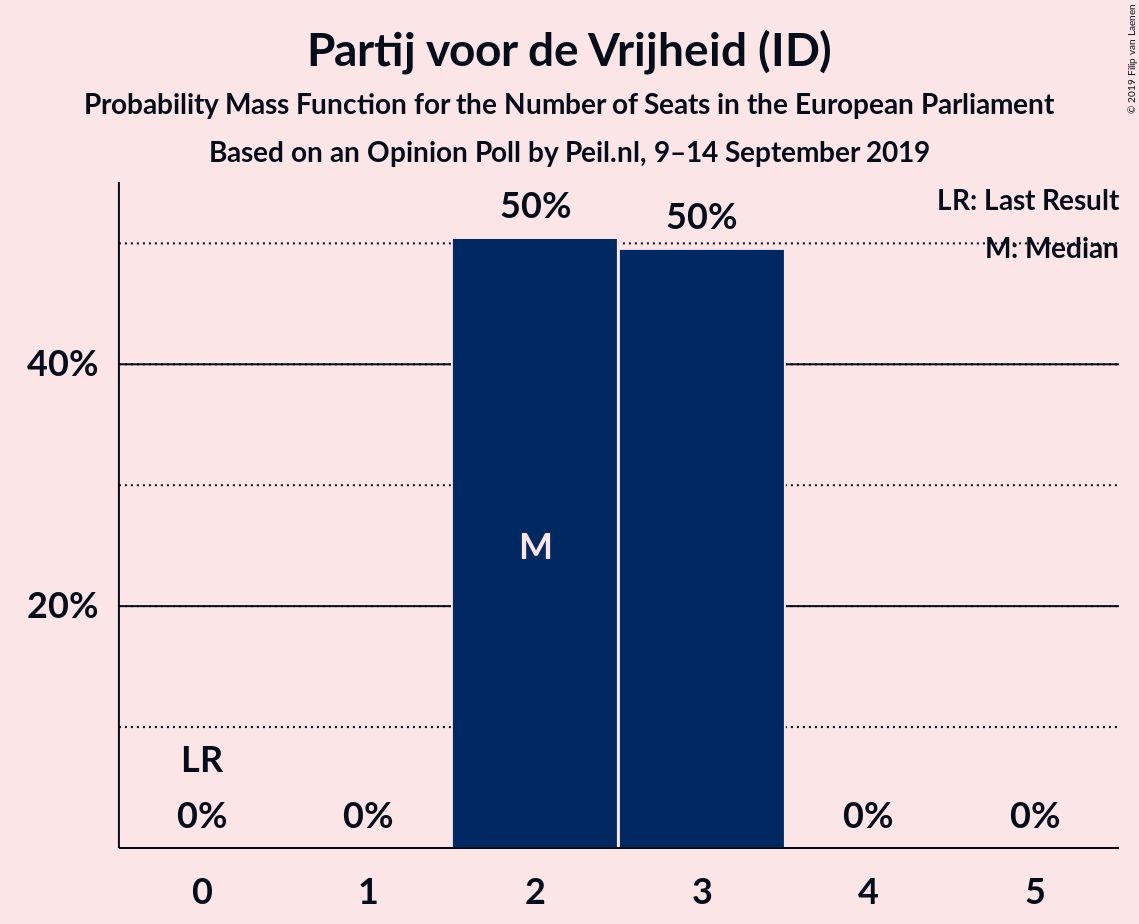 Partij voor de Vrijheid (ID)
Probability Mass Function for the Number of Seats in the European Parliament
Based on an Opinion Poll by Peil.nl, 9–14 September 2019
© 2019 Filip van Laenen
LR: Last Result
M: Median
50%
50%
40%
M
20%
LR
0%
0%
0%
0%
0
1
2
3
4
5